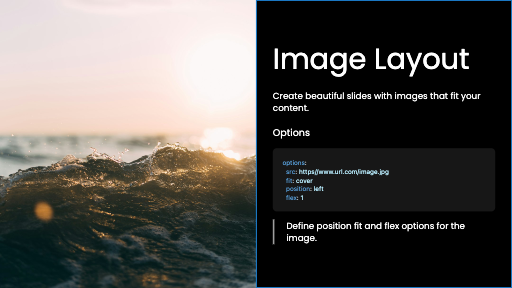 Image Layout
Create beautiful slides with images that fit your
content.
Options
options:
src: https//www.url.com/image.jpg
fit: cover
position: left
flex: 1
Define position fit and flex options for the
image.